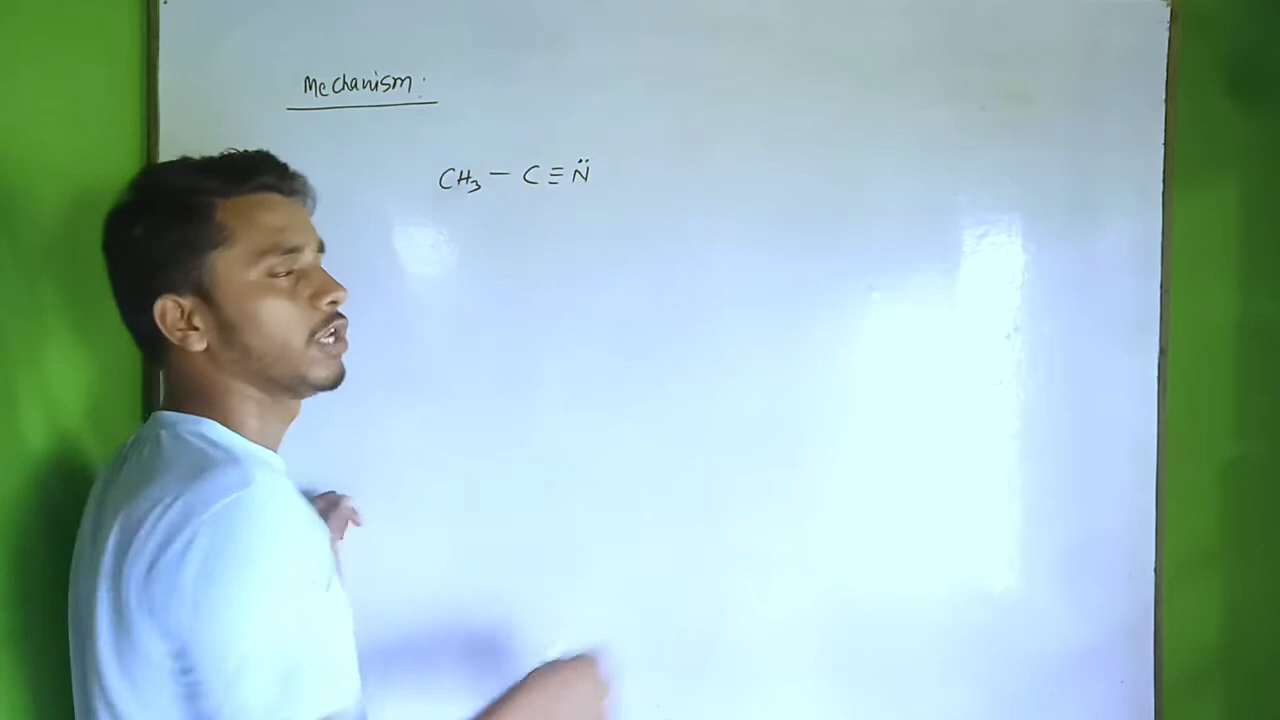 Mechanism:
CH₃ — C ≡ N̈